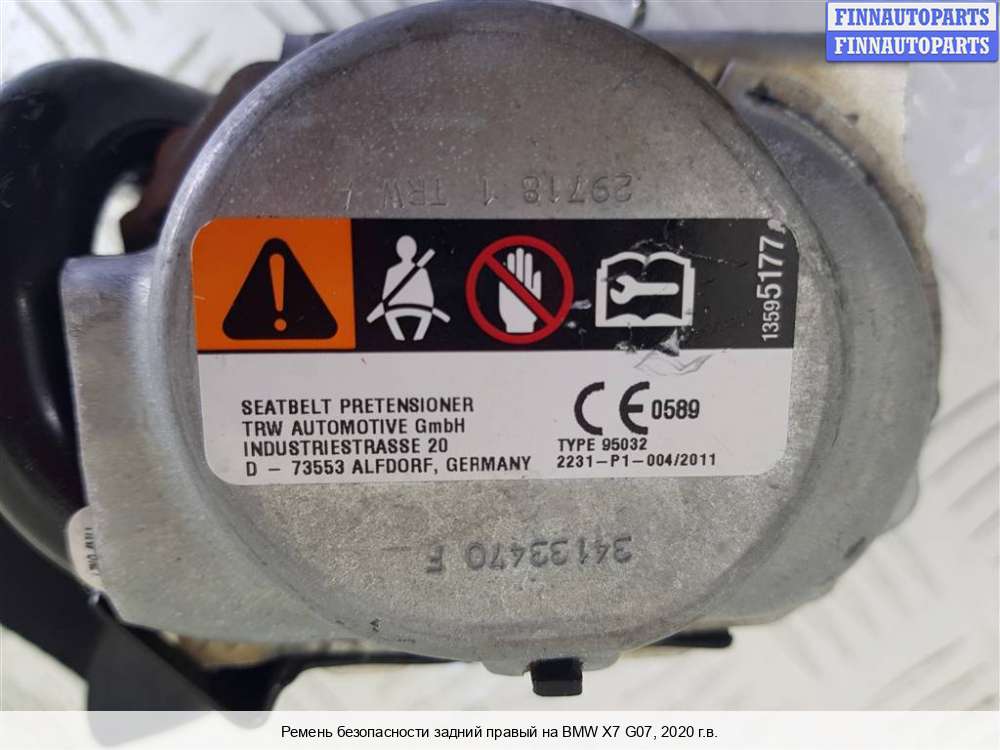 FINNAUTOPARTS
FINNAUTOPARTS
29718 1 TRW
13595177
SEATBELT PRETENSIONER
TRW AUTOMOTIVE GmbH
INDUSTRIESTRASSE 20
D - 73553 ALFDORF, GERMANY
CE 0589
TYPE 95032
2231-P1-004/2011
34133470 F
Ремень безопасности задний правый на BMW X7 G07, 2020 г.в.